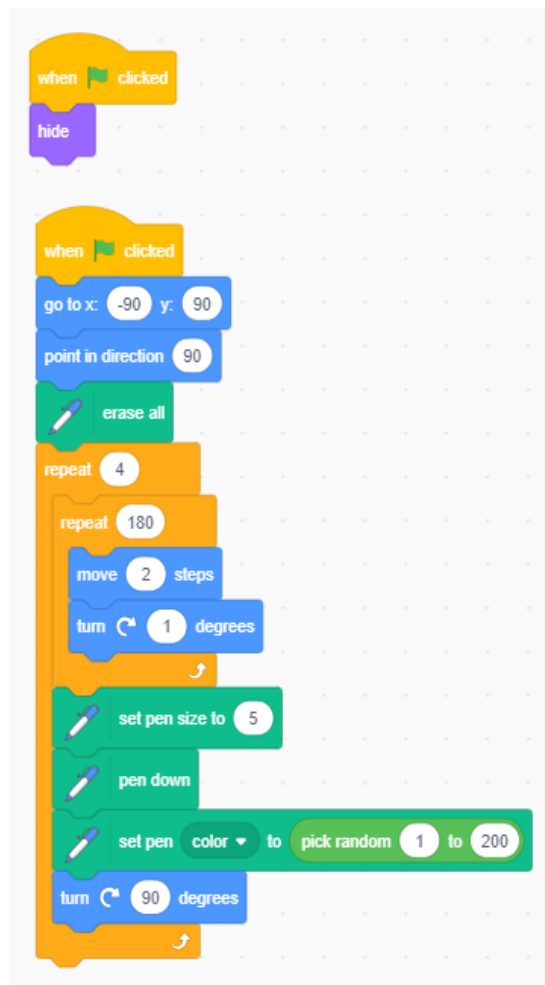 when clicked
hide
when clicked
go to x: -90 y: 90
point in direction 90
erase all
repeat 4
repeat 180
move 2 steps
turn 1 degrees
set pen size to 5
pen down
set pen color to pick random 1 to 200
turn 90 degrees